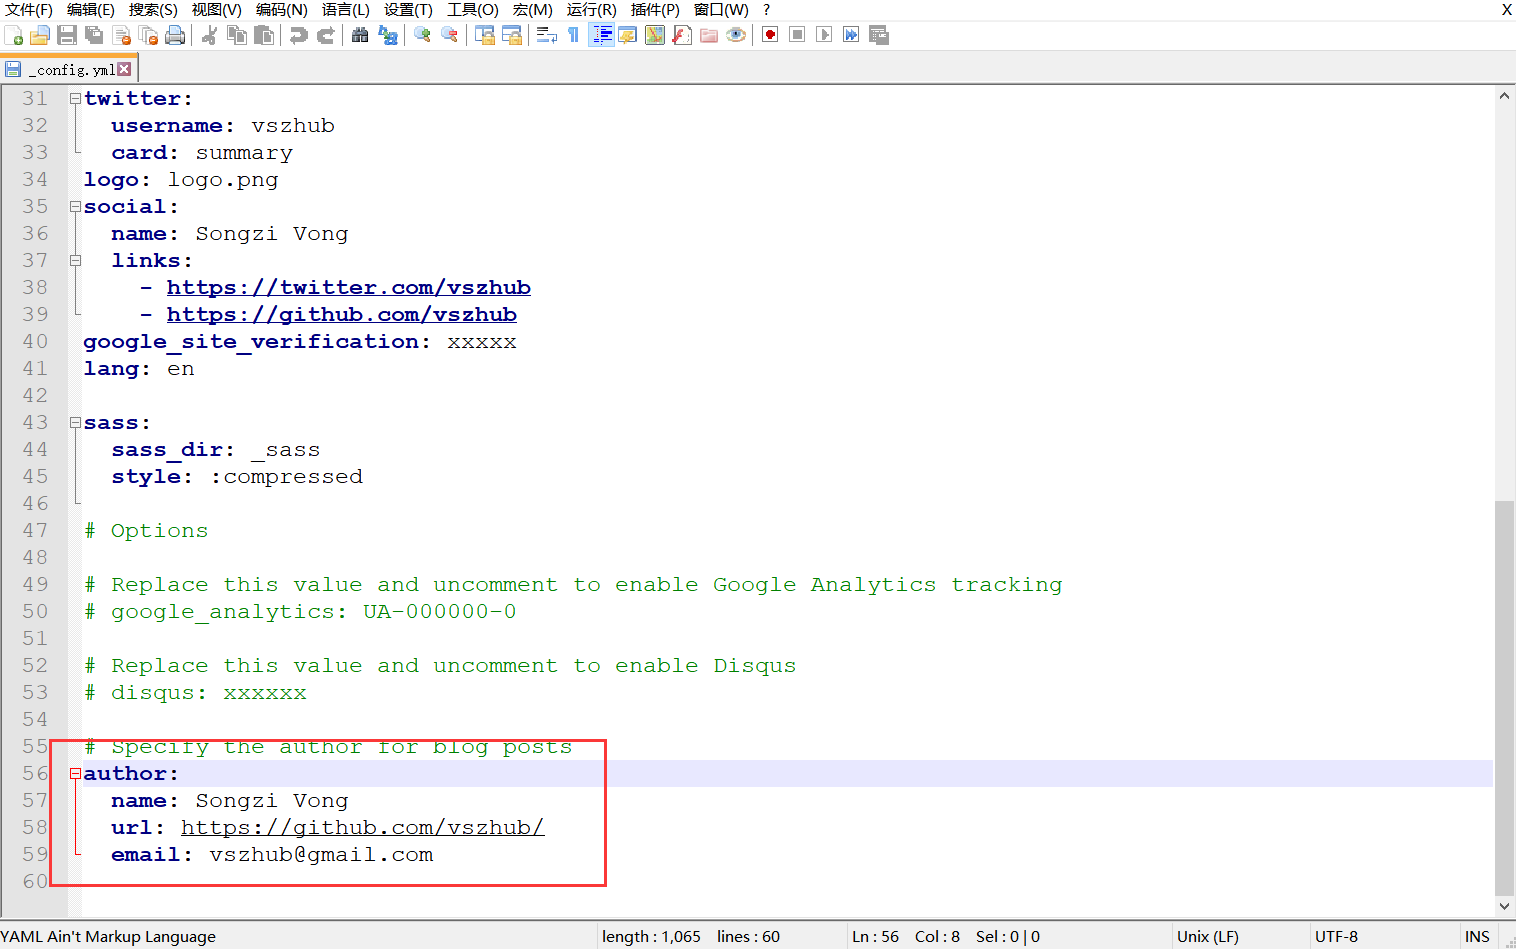 文件(F) 编辑(E) 搜索(S) 视图(V) 编码(N) 语言(L) 设置(T) 工具(O) 宏(M) 运行(R) 插件(P) 窗口(W) ? X
_config.yml
31 twitter:
32 username: vszhub
33 card: summary
34 logo: logo.png
35 social:
36 name: Songzi Vong
37 links:
38 - https://twitter.com/vszhub
39 - https://github.com/vszhub
40 google_site_verification: xxxxx
41 lang: en
42
43 sass:
44 sass_dir: _sass
45 style: :compressed
46
47 # Options
48
49 # Replace this value and uncomment to enable Google Analytics tracking
50 # google_analytics: UA-000000-0
51
52 # Replace this value and uncomment to enable Disqus
53 # disqus: xxxxxx
54
55 # Specify the author for blog posts
56 author:
57 name: Songzi Vong
58 url: https://github.com/vszhub/
59 email: vszhub@gmail.com
60
YAML Ain't Markup Language length : 1,065 lines : 60 Ln : 56 Col : 8 Sel : 0 | 0 Unix (LF) UTF-8 INS